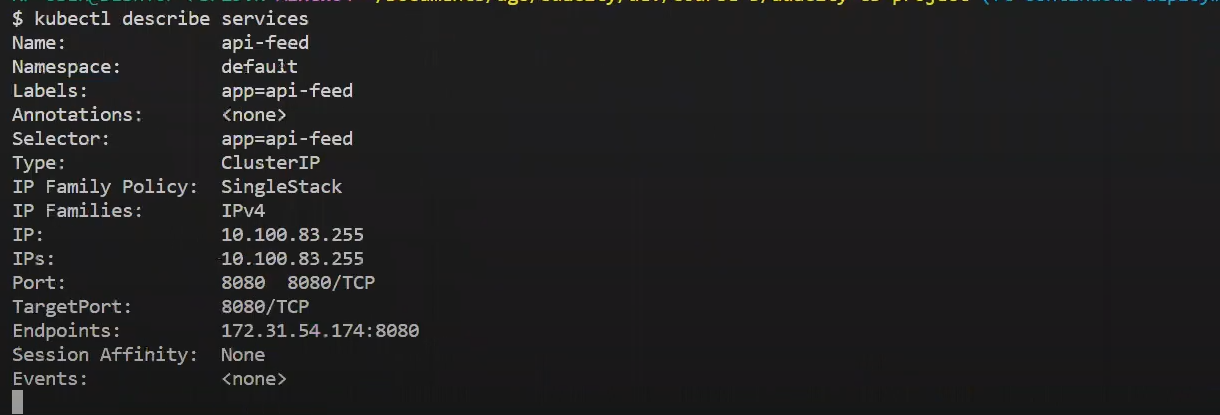 $ kubectl describe services
Name: api-feed
Namespace: default
Labels: app=api-feed
Annotations: <none>
Selector: app=api-feed
Type: ClusterIP
IP Family Policy: SingleStack
IP Families: IPv4
IP: 10.100.83.255
IPs: 10.100.83.255
Port: 8080 8080/TCP
TargetPort: 8080/TCP
Endpoints: 172.31.54.174:8080
Session Affinity: None
Events: <none>